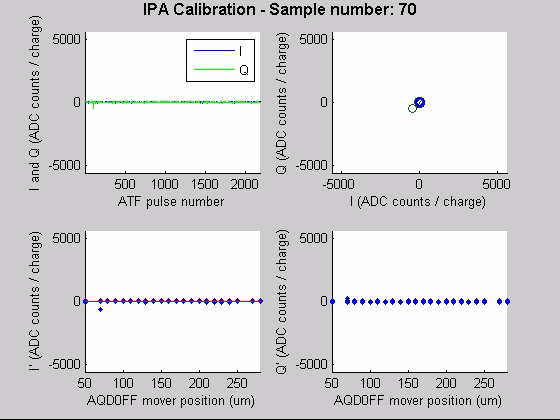 IPA Calibration - Sample number: 70
I and Q (ADC counts / charge)
5000
0
-5000
I
Q
500 1000 1500 2000
ATF pulse number
Q (ADC counts / charge)
5000
0
-5000
-5000 0 5000
I (ADC counts / charge)
I' (ADC counts / charge)
5000
0
-5000
50 100 150 200 250
AQD0FF mover position (um)
Q' (ADC counts / charge)
5000
0
-5000
50 100 150 200 250
AQD0FF mover position (um)